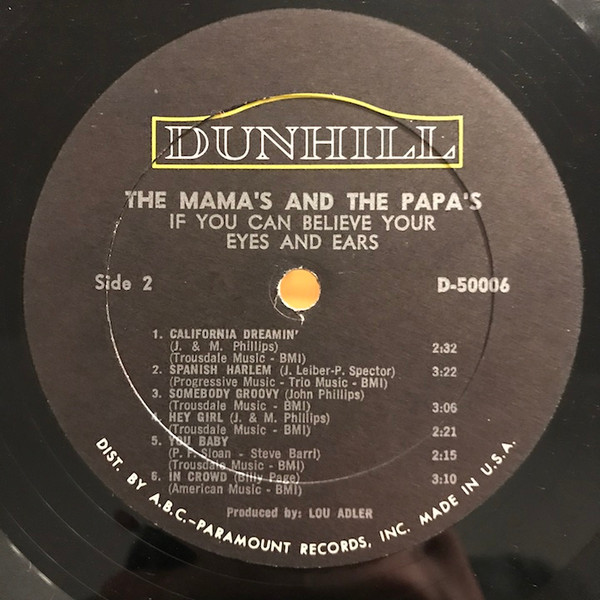 DUNHILL
THE MAMA'S AND THE PAPA'S
IF YOU CAN BELIEVE YOUR
EYES AND EARS
Side 2 D-50006
1. CALIFORNIA DREAMIN'
(J. & M. Phillips) 2:32
(Trousdale Music - BMI)
2. SPANISH HARLEM (J. Leiber-P. Spector) 3:22
(Progressive Music - Trio Music - BMI)
3. SOMEBODY GROOVY (John Phillips)
(Trousdale Music - BMI) 3:06
4. HEY GIRL (J. & M. Phillips)
(Trousdale Music - BMI) 2:21
5. YOU BABY
(P. F. Sloan - Steve Barri) 2:15
(Trousdale Music - BMI)
6. IN CROWD (Billy Page) 3:10
(American Music - BMI)
Produced by: LOU ADLER
DIST. BY A.B.C.-PARAMOUNT RECORDS, INC. MADE IN U.S.A.